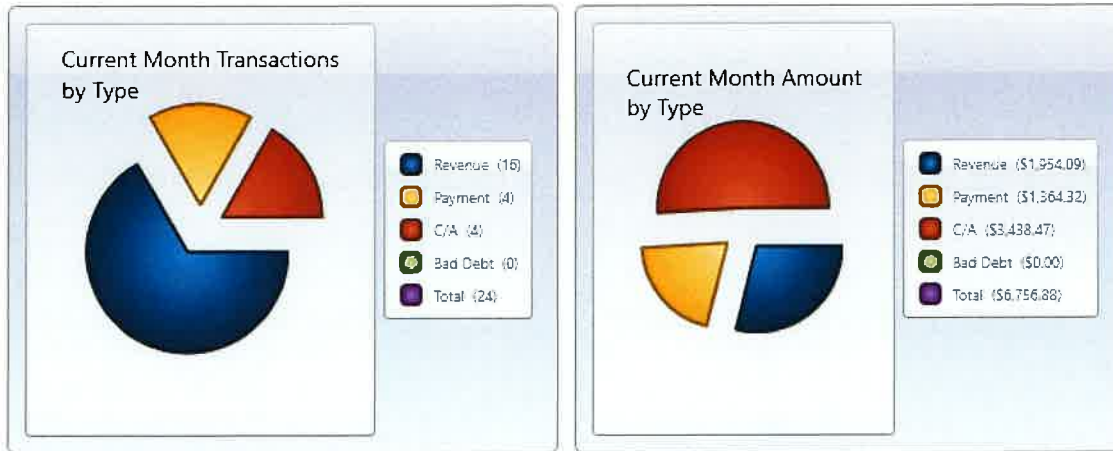 Current Month Transactions
by Type
Revenue (16)
Payment (4)
C/A (4)
Bad Debt (0)
Total (24)
Current Month Amount
by Type
Revenue ($1,954.09)
Payment ($1,364.32)
C/A ($3,438.47)
Bad Debt ($0.00)
Total ($6,756.88)